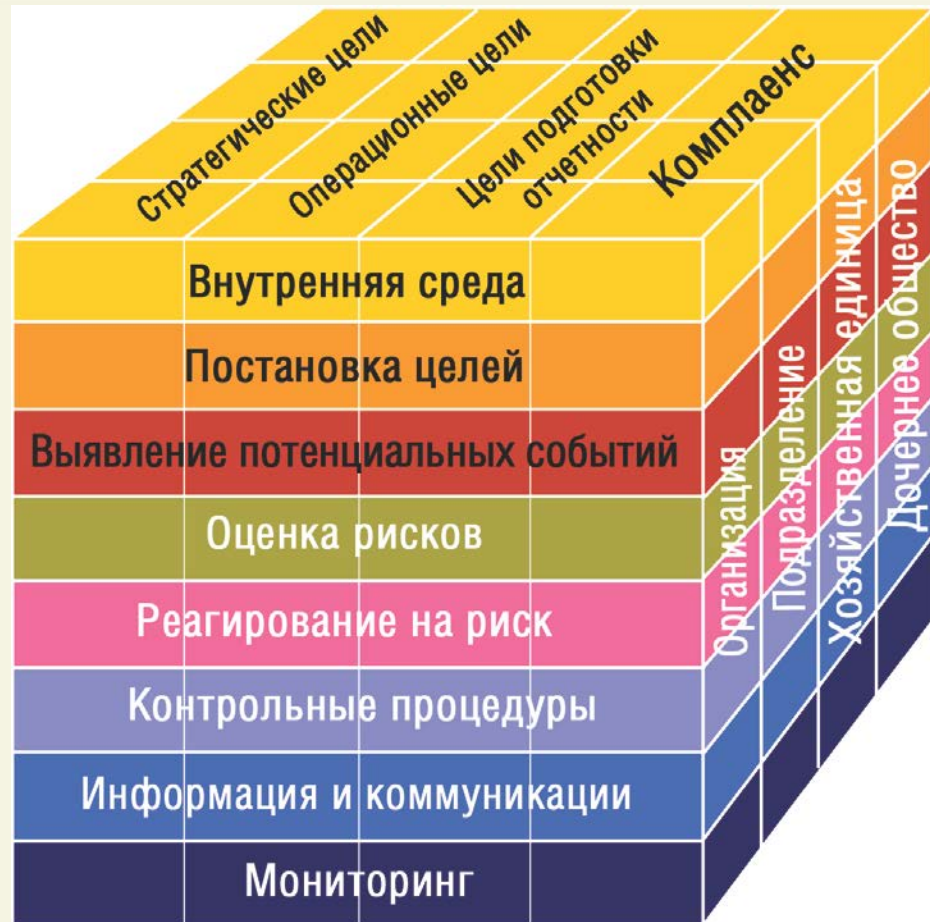 Стратегические цели
Операционные цели
Цели подготовки
отчетности
Комплаенс
Внутренняя среда
Постановка целей
Выявление потенциальных событий
Оценка рисков
Реагирование на риск
Контрольные процедуры
Информация и коммуникации
Мониторинг
Организация
Подразделение
Хозяйственная единица
Дочернее общество